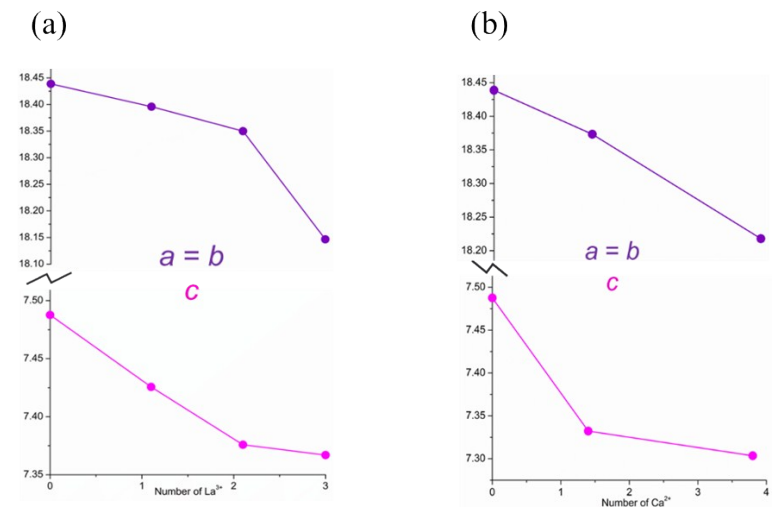 (a)
18.45
18.40
18.35
18.30
18.25
18.20
18.15
18.10
a = b
c
7.50
7.45
7.40
7.35
0 1 2 3
Number of La³⁺
(b)
18.45
18.40
18.35
18.30
18.25
18.20
a = b
c
7.50
7.45
7.40
7.35
7.30
0 1 2 3 4
Number of Ca²⁺